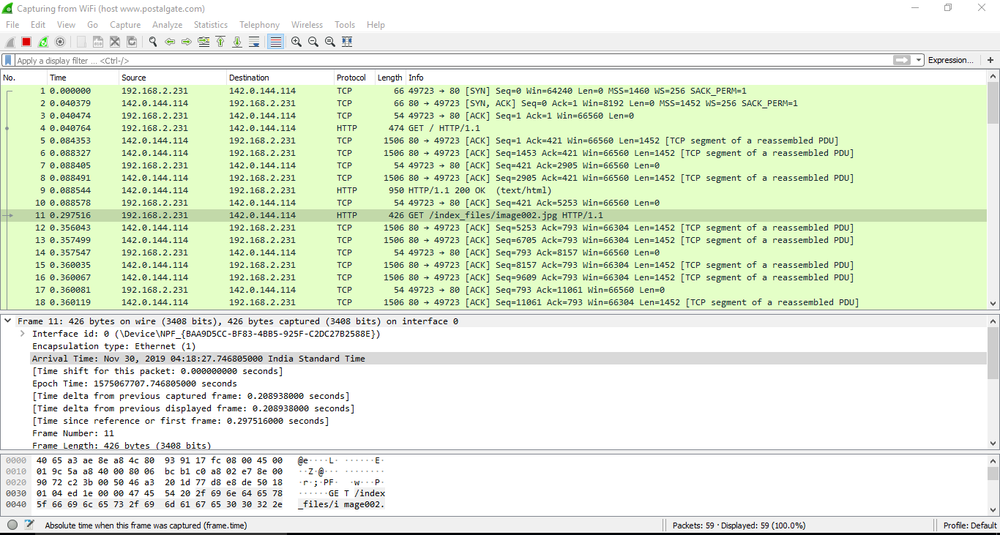 Capturing from WiFi (host www.postalgate.com)
File Edit View Go Capture Analyze Statistics Telephony Wireless Tools Help
Apply a display filter ... <Ctrl-/> Expression... +
No. Time Source Destination Protocol Length Info
1 0.000000 192.168.2.231 142.0.144.114 TCP 66 49723 → 80 [SYN] Seq=0 Win=64240 Len=0 MSS=1460 WS=256 SACK_PERM=1
2 0.040379 142.0.144.114 192.168.2.231 TCP 66 80 → 49723 [SYN, ACK] Seq=0 Ack=1 Win=8192 Len=0 MSS=1452 WS=256 SACK_PERM=1
3 0.040474 192.168.2.231 142.0.144.114 TCP 54 49723 → 80 [ACK] Seq=1 Ack=1 Win=66560 Len=0
4 0.040764 192.168.2.231 142.0.144.114 HTTP 474 GET / HTTP/1.1
5 0.084353 142.0.144.114 192.168.2.231 TCP 1506 80 → 49723 [ACK] Seq=1 Ack=421 Win=66560 Len=1452 [TCP segment of a reassembled PDU]
6 0.088327 142.0.144.114 192.168.2.231 TCP 1506 80 → 49723 [ACK] Seq=1453 Ack=421 Win=66560 Len=1452 [TCP segment of a reassembled PDU]
7 0.088405 192.168.2.231 142.0.144.114 TCP 54 49723 → 80 [ACK] Seq=421 Ack=2905 Win=66560 Len=0
8 0.088491 142.0.144.114 192.168.2.231 TCP 1506 80 → 49723 [ACK] Seq=2905 Ack=421 Win=66560 Len=1452 [TCP segment of a reassembled PDU]
9 0.088544 142.0.144.114 192.168.2.231 HTTP 950 HTTP/1.1 200 OK (text/html)
10 0.088578 192.168.2.231 142.0.144.114 TCP 54 49723 → 80 [ACK] Seq=421 Ack=5253 Win=66560 Len=0
11 0.297516 192.168.2.231 142.0.144.114 HTTP 426 GET /index_files/image002.jpg HTTP/1.1
12 0.356043 142.0.144.114 192.168.2.231 TCP 1506 80 → 49723 [ACK] Seq=5253 Ack=793 Win=66304 Len=1452 [TCP segment of a reassembled PDU]
13 0.357499 142.0.144.114 192.168.2.231 TCP 1506 80 → 49723 [ACK] Seq=6705 Ack=793 Win=66304 Len=1452 [TCP segment of a reassembled PDU]
14 0.357547 192.168.2.231 142.0.144.114 TCP 54 49723 → 80 [ACK] Seq=793 Ack=8157 Win=66560 Len=0
15 0.360035 142.0.144.114 192.168.2.231 TCP 1506 80 → 49723 [ACK] Seq=8157 Ack=793 Win=66304 Len=1452 [TCP segment of a reassembled PDU]
16 0.360067 142.0.144.114 192.168.2.231 TCP 1506 80 → 49723 [ACK] Seq=9609 Ack=793 Win=66304 Len=1452 [TCP segment of a reassembled PDU]
17 0.360081 192.168.2.231 142.0.144.114 TCP 54 49723 → 80 [ACK] Seq=793 Ack=11061 Win=66560 Len=0
18 0.360119 142.0.144.114 192.168.2.231 TCP 1506 80 → 49723 [ACK] Seq=11061 Ack=793 Win=66304 Len=1452 [TCP segment of a reassembled PDU]
Frame 11: 426 bytes on wire (3408 bits), 426 bytes captured (3408 bits) on interface 0
Interface id: 0 (\Device\NPF_{BAA9D5CC-BF83-4BB5-925F-C2DC27B2588E})
Encapsulation type: Ethernet (1)
Arrival Time: Nov 30, 2019 04:18:27.746805000 India Standard Time
[Time shift for this packet: 0.000000000 seconds]
Epoch Time: 1575067707.746805000 seconds
[Time delta from previous captured frame: 0.208938000 seconds]
[Time delta from previous displayed frame: 0.208938000 seconds]
[Time since reference or first frame: 0.297516000 seconds]
Frame Number: 11
Frame Length: 426 bytes (3408 bits)
0000 40 65 a3 ae 8e a8 4c 80 93 91 17 fc 08 00 45 00 @e····L· ······E·
0010 01 9c 5a a8 40 00 80 06 bc b1 c0 a8 02 e7 8e 00 ··Z·@··· ········
0020 90 72 c2 3b 00 50 46 a3 20 1d 77 d8 e8 de 50 18 ·r·;·PF· ·w···P·
0030 01 04 ed 1e 00 00 47 45 54 20 2f 69 6e 64 65 78 ······GE T /index
0040 5f 66 69 6c 65 73 2f 69 6d 61 67 65 30 30 32 2e _files/i mage002.
Absolute time when this frame was captured (frame.time) Packets: 59 · Displayed: 59 (100.0%) Profile: Default